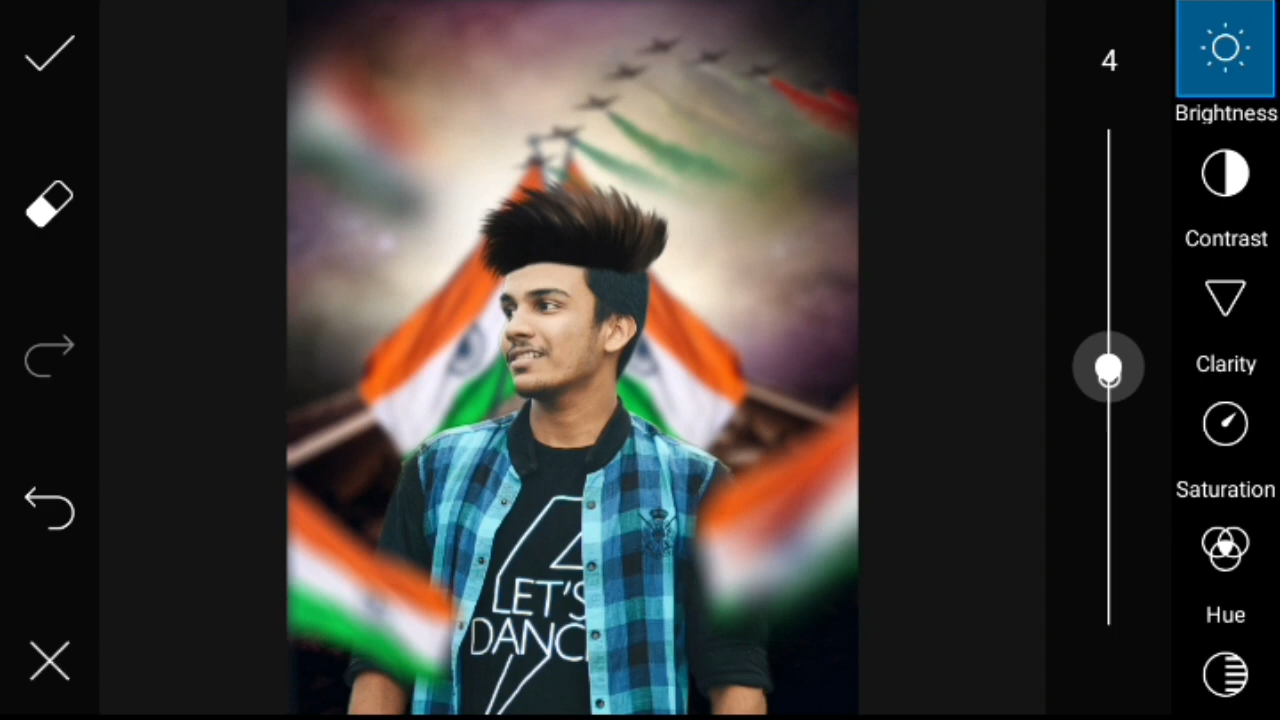 4
Brightness
Contrast
Clarity
Saturation
Hue
LET'S
DANC